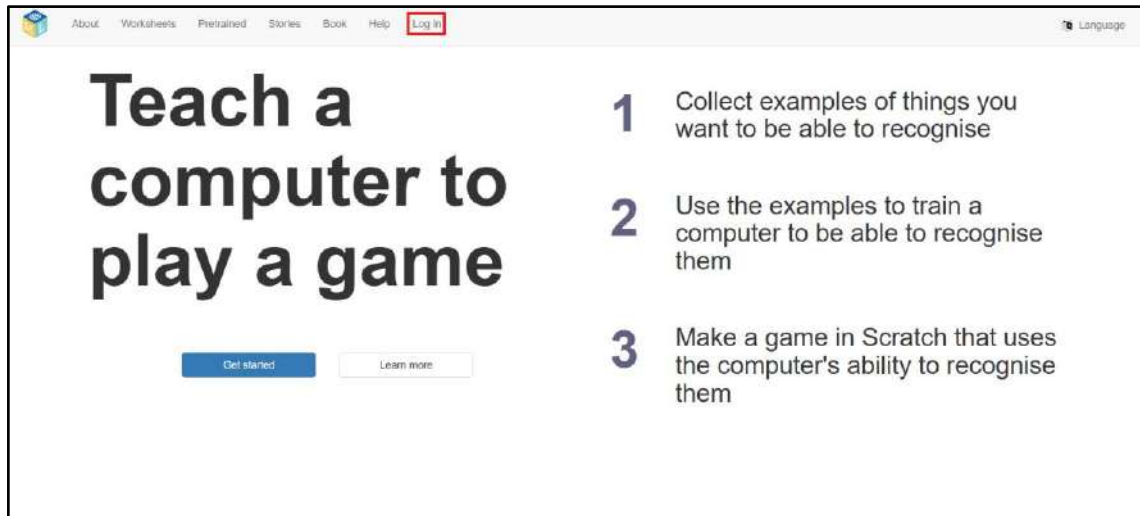 About Worksheets Pretrained Stories Book Help Log In Language
Teach a
computer to
play a game
Get started Learn more
1 Collect examples of things you
want to be able to recognise
2 Use the examples to train a
computer to be able to recognise
them
3 Make a game in Scratch that uses
the computer's ability to recognise
them